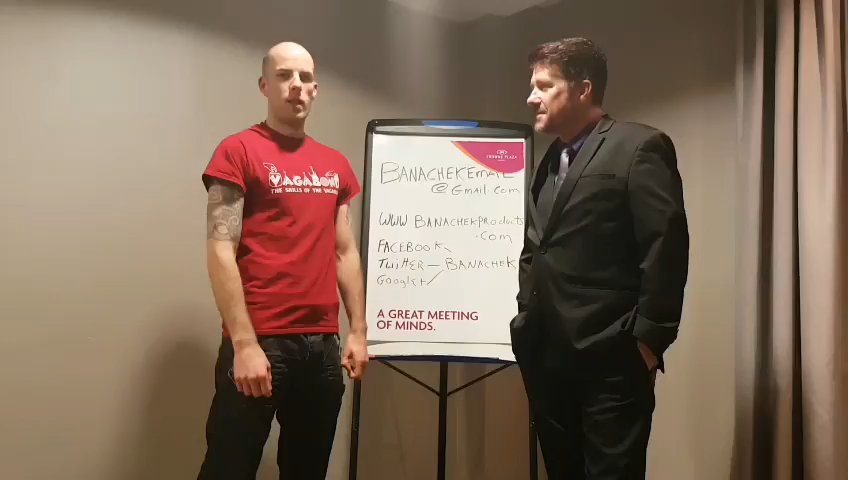 VAGABOND
THE SKILLS OF THE VAGABOND
CROWNE PLAZA
BANACHEKEMAIL
@GMAIL.COM
WWW BANACHEKPRODUCTS
.COM
FACEBOOK
TWITTER — BANACHEK
GOOGLE+
A GREAT MEETING
OF MINDS.